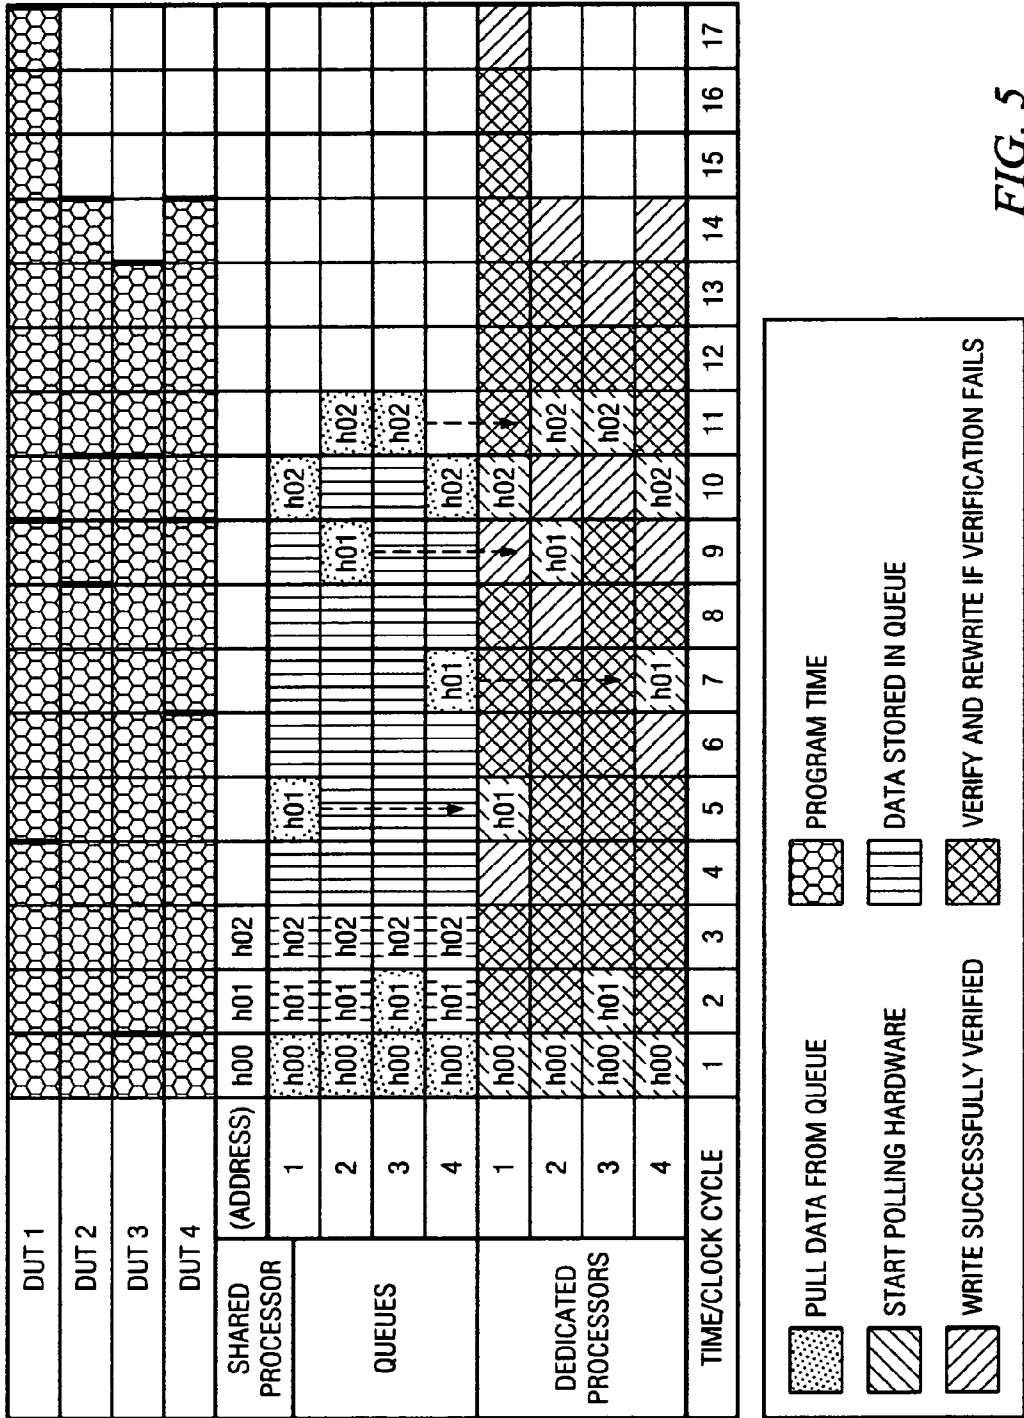 DUT 1
DUT 2
DUT 3
DUT 4
SHARED PROCESSOR (ADDRESS) h00 h01 h02
QUEUES
1 h00 h01 h02 h01 h02
2 h00 h01 h02 h01 h02
3 h00 h01 h02 h02
4 h00 h01 h02 h01 h02
DEDICATED PROCESSORS
1 h00 h01 h02
2 h00 h01 h02
3 h00 h01 h02
4 h00 h01 h02
TIME/CLOCK CYCLE 1 2 3 4 5 6 7 8 9 10 11 12 13 14 15 16 17
PULL DATA FROM QUEUE
START POLLING HARDWARE
WRITE SUCCESSFULLY VERIFIED
PROGRAM TIME
DATA STORED IN QUEUE
VERIFY AND REWRITE IF VERIFICATION FAILS
FIG. 5